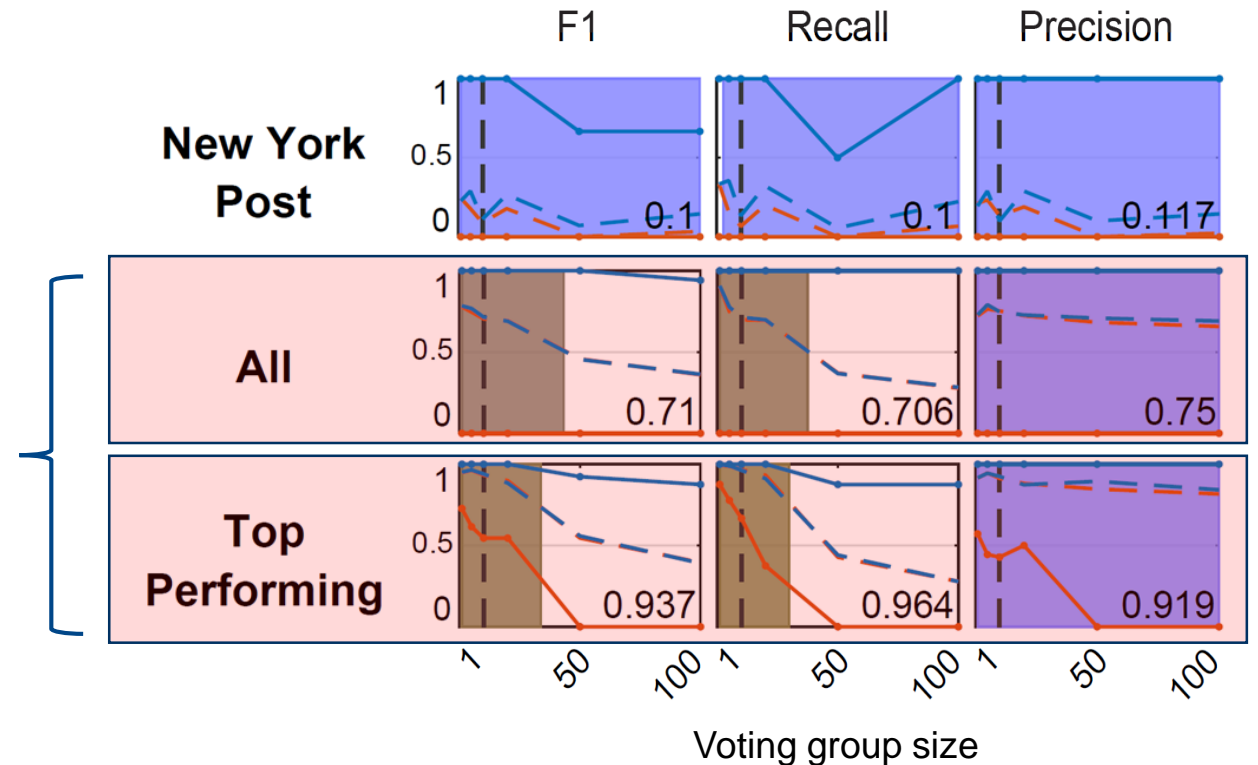 F1 Recall Precision
New York
Post
1
0.5
0
0.1 0.1 0.117
All
1
0.5
0
0.71 0.706 0.75
Top
Performing
1
0.5
0
0.937 0.964 0.919
1 50 100 1 50 100 1 50 100
Voting group size